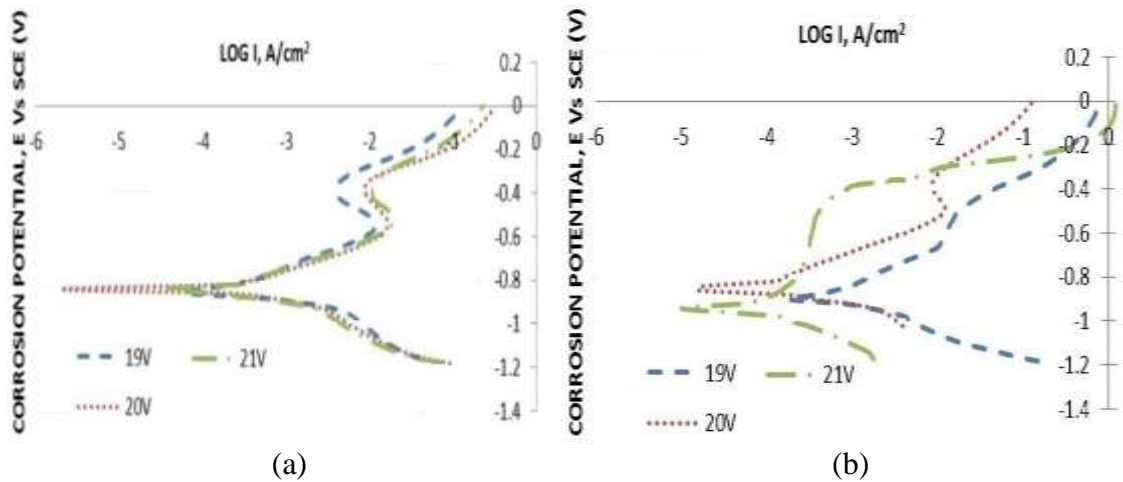 CORROSION POTENTIAL, E Vs SCE (V)
LOG I, A/cm²
0.2
0
-0.2
-0.4
-0.6
-0.8
-1
-1.2
-1.4
-6 -5 -4 -3 -2 -1 0
19V 21V
20V
(a)
CORROSION POTENTIAL, E Vs SCE (V)
LOG I, A/cm²
0.2
0
-0.2
-0.4
-0.6
-0.8
-1
-1.2
-1.4
-6 -5 -4 -3 -2 -1 0
19V 21V
20V
(b)